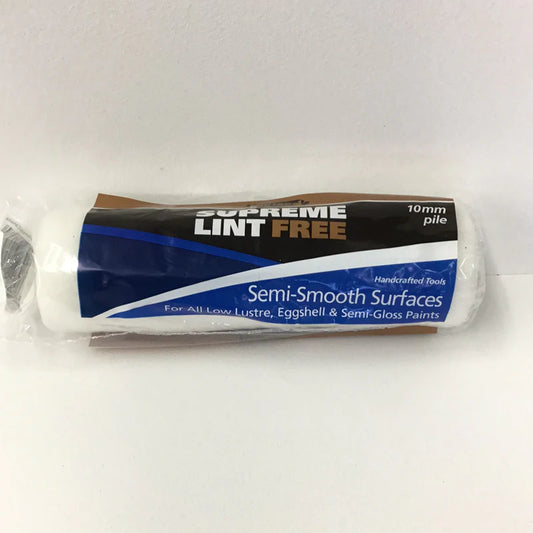 SUPREME
LINT FREE
10mm
pile
Handcrafted Tools
Semi-Smooth Surfaces
For All Low Lustre, Eggshell & Semi-Gloss Paints